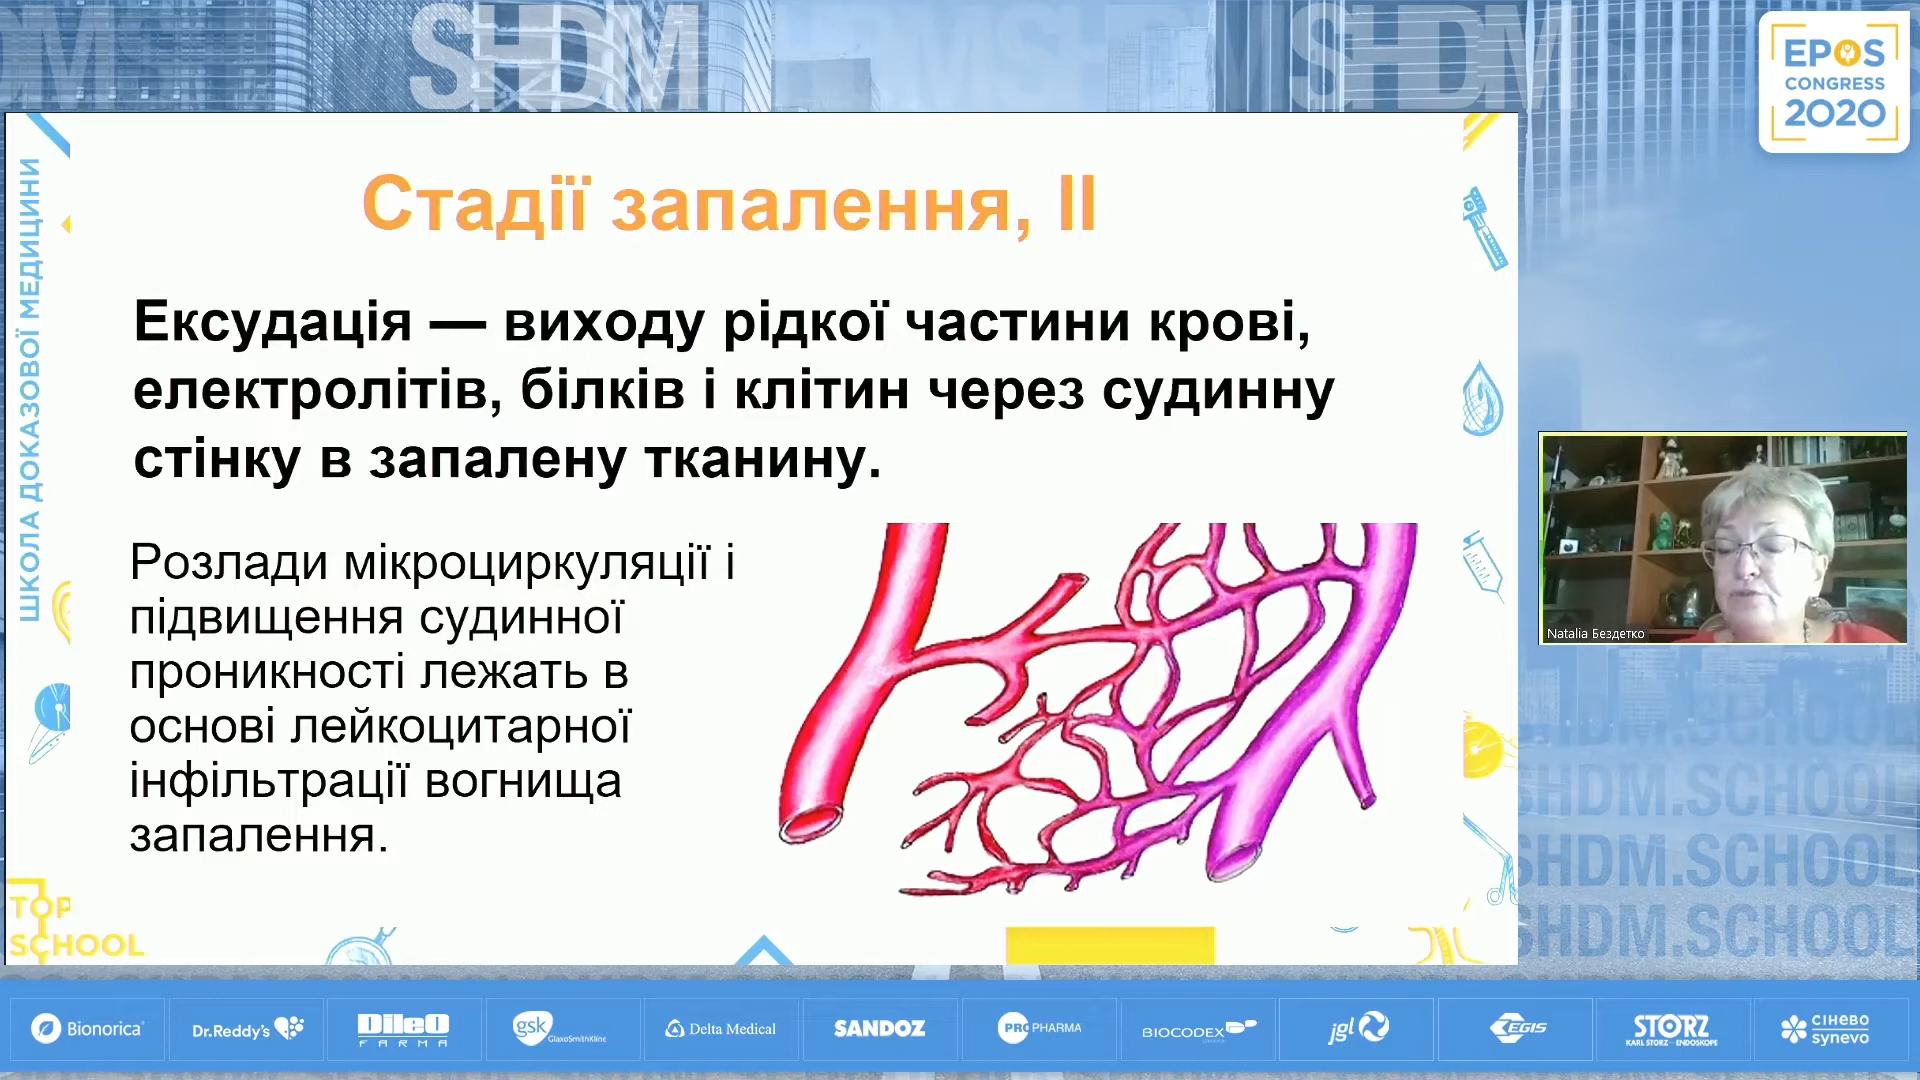 SHDM
EPOS
CONGRESS
2020
ШКОЛА ДОКАЗОВОЇ МЕДИЦИНИ
Стадії запалення, II
Ексудація — виходу рідкої частини крові,
електролітів, білків і клітин через судинну
стінку в запалену тканину.
Розлади мікроциркуляції і
підвищення судинної
проникності лежать в
основі лейкоцитарної
інфільтрації вогнища
запалення.
Natalia Бездетко
SHDM.SCHOOL
SHDM.SCHOOL
SHDM.SCHOOL
TOP
SCHOOL
Bionorica
Dr.Reddy's
DileO
FARMA
gsk
GlaxoSmithKline
Delta Medical
SANDOZ
PRO PHARMA
BIOCODEX
jgl
EGIS
STORZ
KARL STORZ—ENDOSKOPE
СІНЕВО
synevo